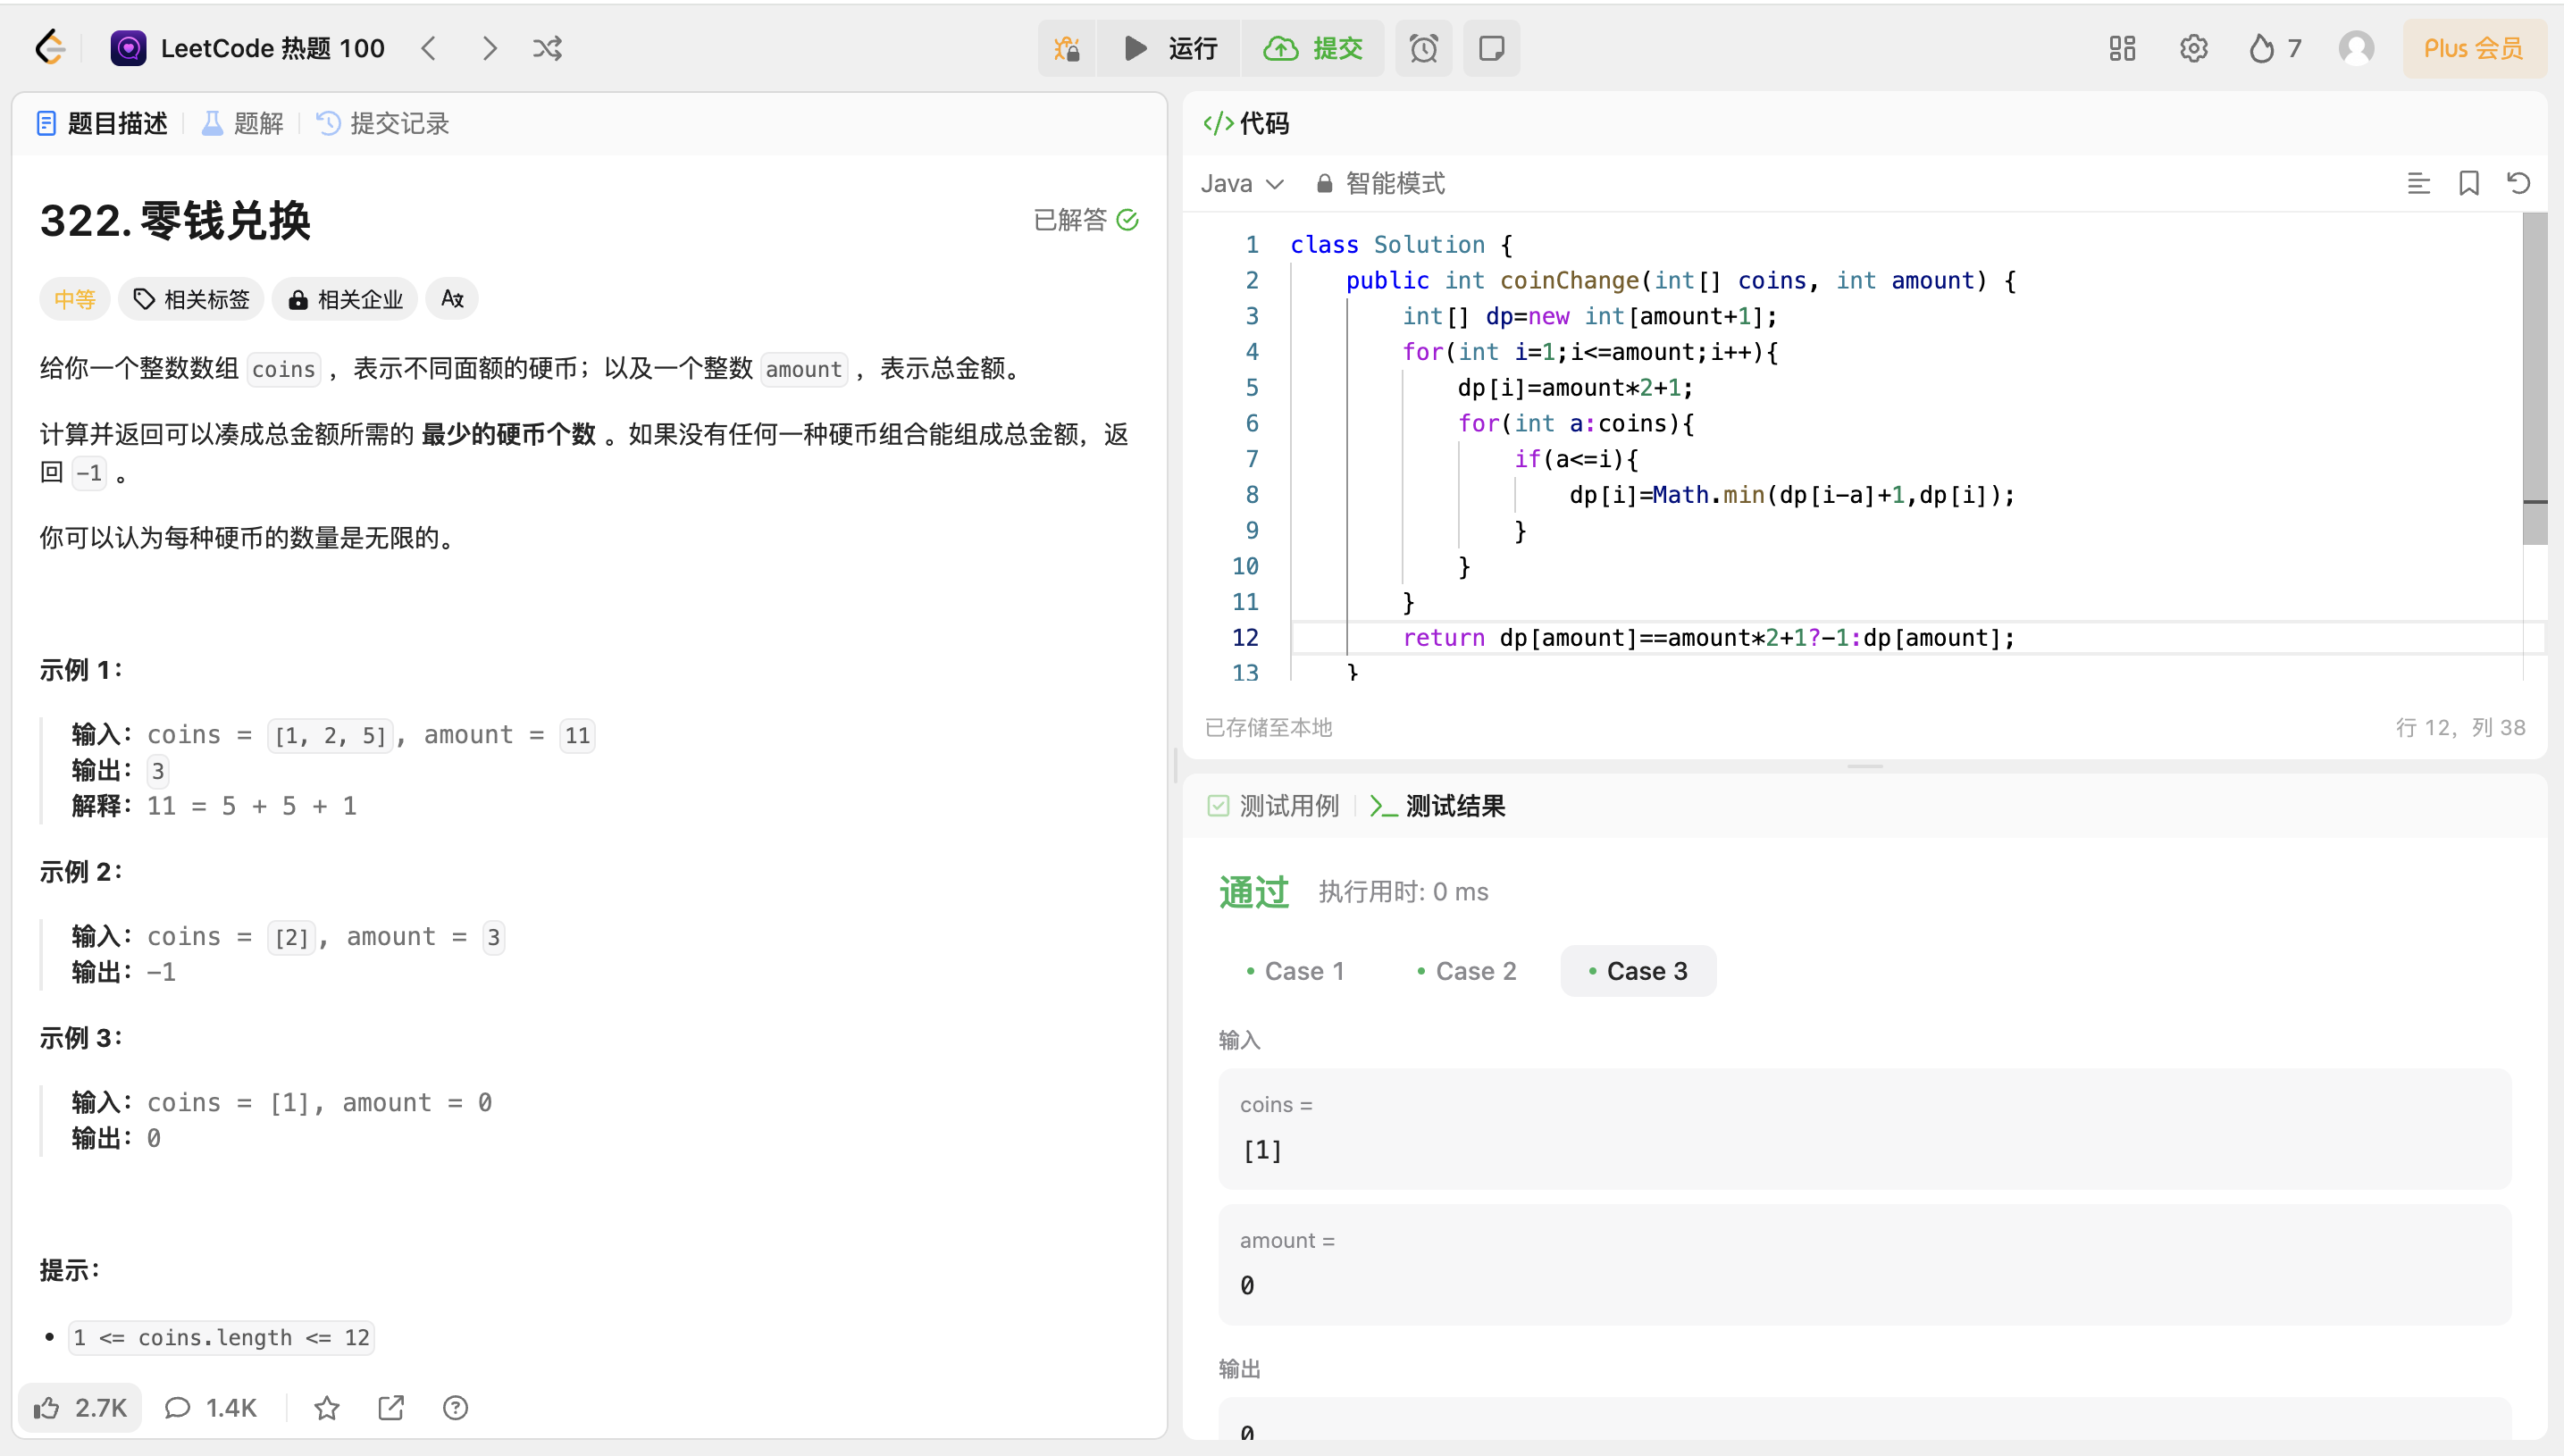 LeetCode 热题 100
运行
提交
7
Plus 会员
题目描述
题解
提交记录
322. 零钱兑换
已解答
中等
相关标签
相关企业
给你一个整数数组 coins ，表示不同面额的硬币；以及一个整数 amount ，表示总金额。
计算并返回可以凑成总金额所需的 最少的硬币个数 。如果没有任何一种硬币组合能组成总金额，返
回 -1 。
你可以认为每种硬币的数量是无限的。
示例 1：
输入：coins = [1, 2, 5], amount = 11
输出：3
解释：11 = 5 + 5 + 1
示例 2：
输入：coins = [2], amount = 3
输出：-1
示例 3：
输入：coins = [1], amount = 0
输出：0
提示：
1 <= coins.length <= 12
2.7K
1.4K
代码
Java
智能模式
1 class Solution {
2 public int coinChange(int[] coins, int amount) {
3 int[] dp=new int[amount+1];
4 for(int i=1;i<=amount;i++){
5 dp[i]=amount*2+1;
6 for(int a:coins){
7 if(a<=i){
8 dp[i]=Math.min(dp[i-a]+1,dp[i]);
9 }
10 }
11 }
12 return dp[amount]==amount*2+1?-1:dp[amount];
13 }
已存储至本地
行 12，列 38
测试用例
测试结果
通过
执行用时: 0 ms
Case 1
Case 2
Case 3
输入
coins =
[1]
amount =
0
输出
0